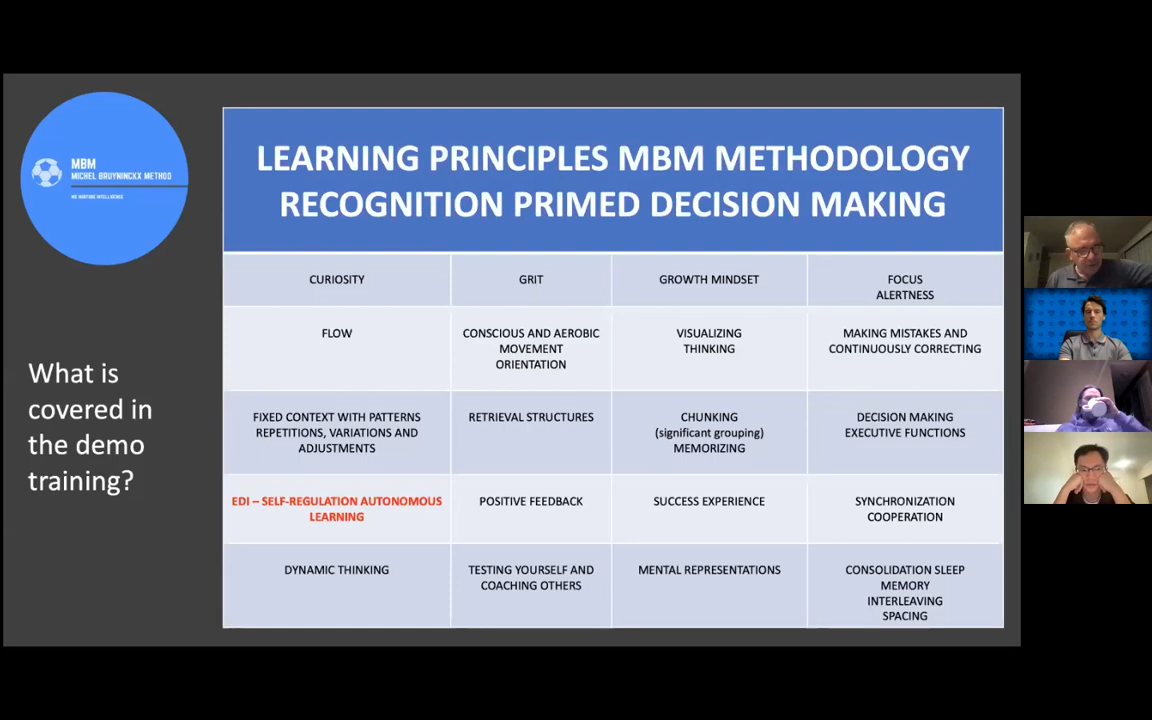 MBM
MICHEL BRUYNINCKX METHOD
WE NURTURE INTELLIGENCE
What is
covered in
the demo
training?
LEARNING PRINCIPLES MBM METHODOLOGY
RECOGNITION PRIMED DECISION MAKING
CURIOSITY
GRIT
GROWTH MINDSET
FOCUS
ALERTNESS
FLOW
CONSCIOUS AND AEROBIC
MOVEMENT
ORIENTATION
VISUALIZING
THINKING
MAKING MISTAKES AND
CONTINUOUSLY CORRECTING
FIXED CONTEXT WITH PATTERNS
REPETITIONS, VARIATIONS AND
ADJUSTMENTS
RETRIEVAL STRUCTURES
CHUNKING
(significant grouping)
MEMORIZING
DECISION MAKING
EXECUTIVE FUNCTIONS
EDI – SELF-REGULATION AUTONOMOUS
LEARNING
POSITIVE FEEDBACK
SUCCESS EXPERIENCE
SYNCHRONIZATION
COOPERATION
DYNAMIC THINKING
TESTING YOURSELF AND
COACHING OTHERS
MENTAL REPRESENTATIONS
CONSOLIDATION SLEEP
MEMORY
INTERLEAVING
SPACING